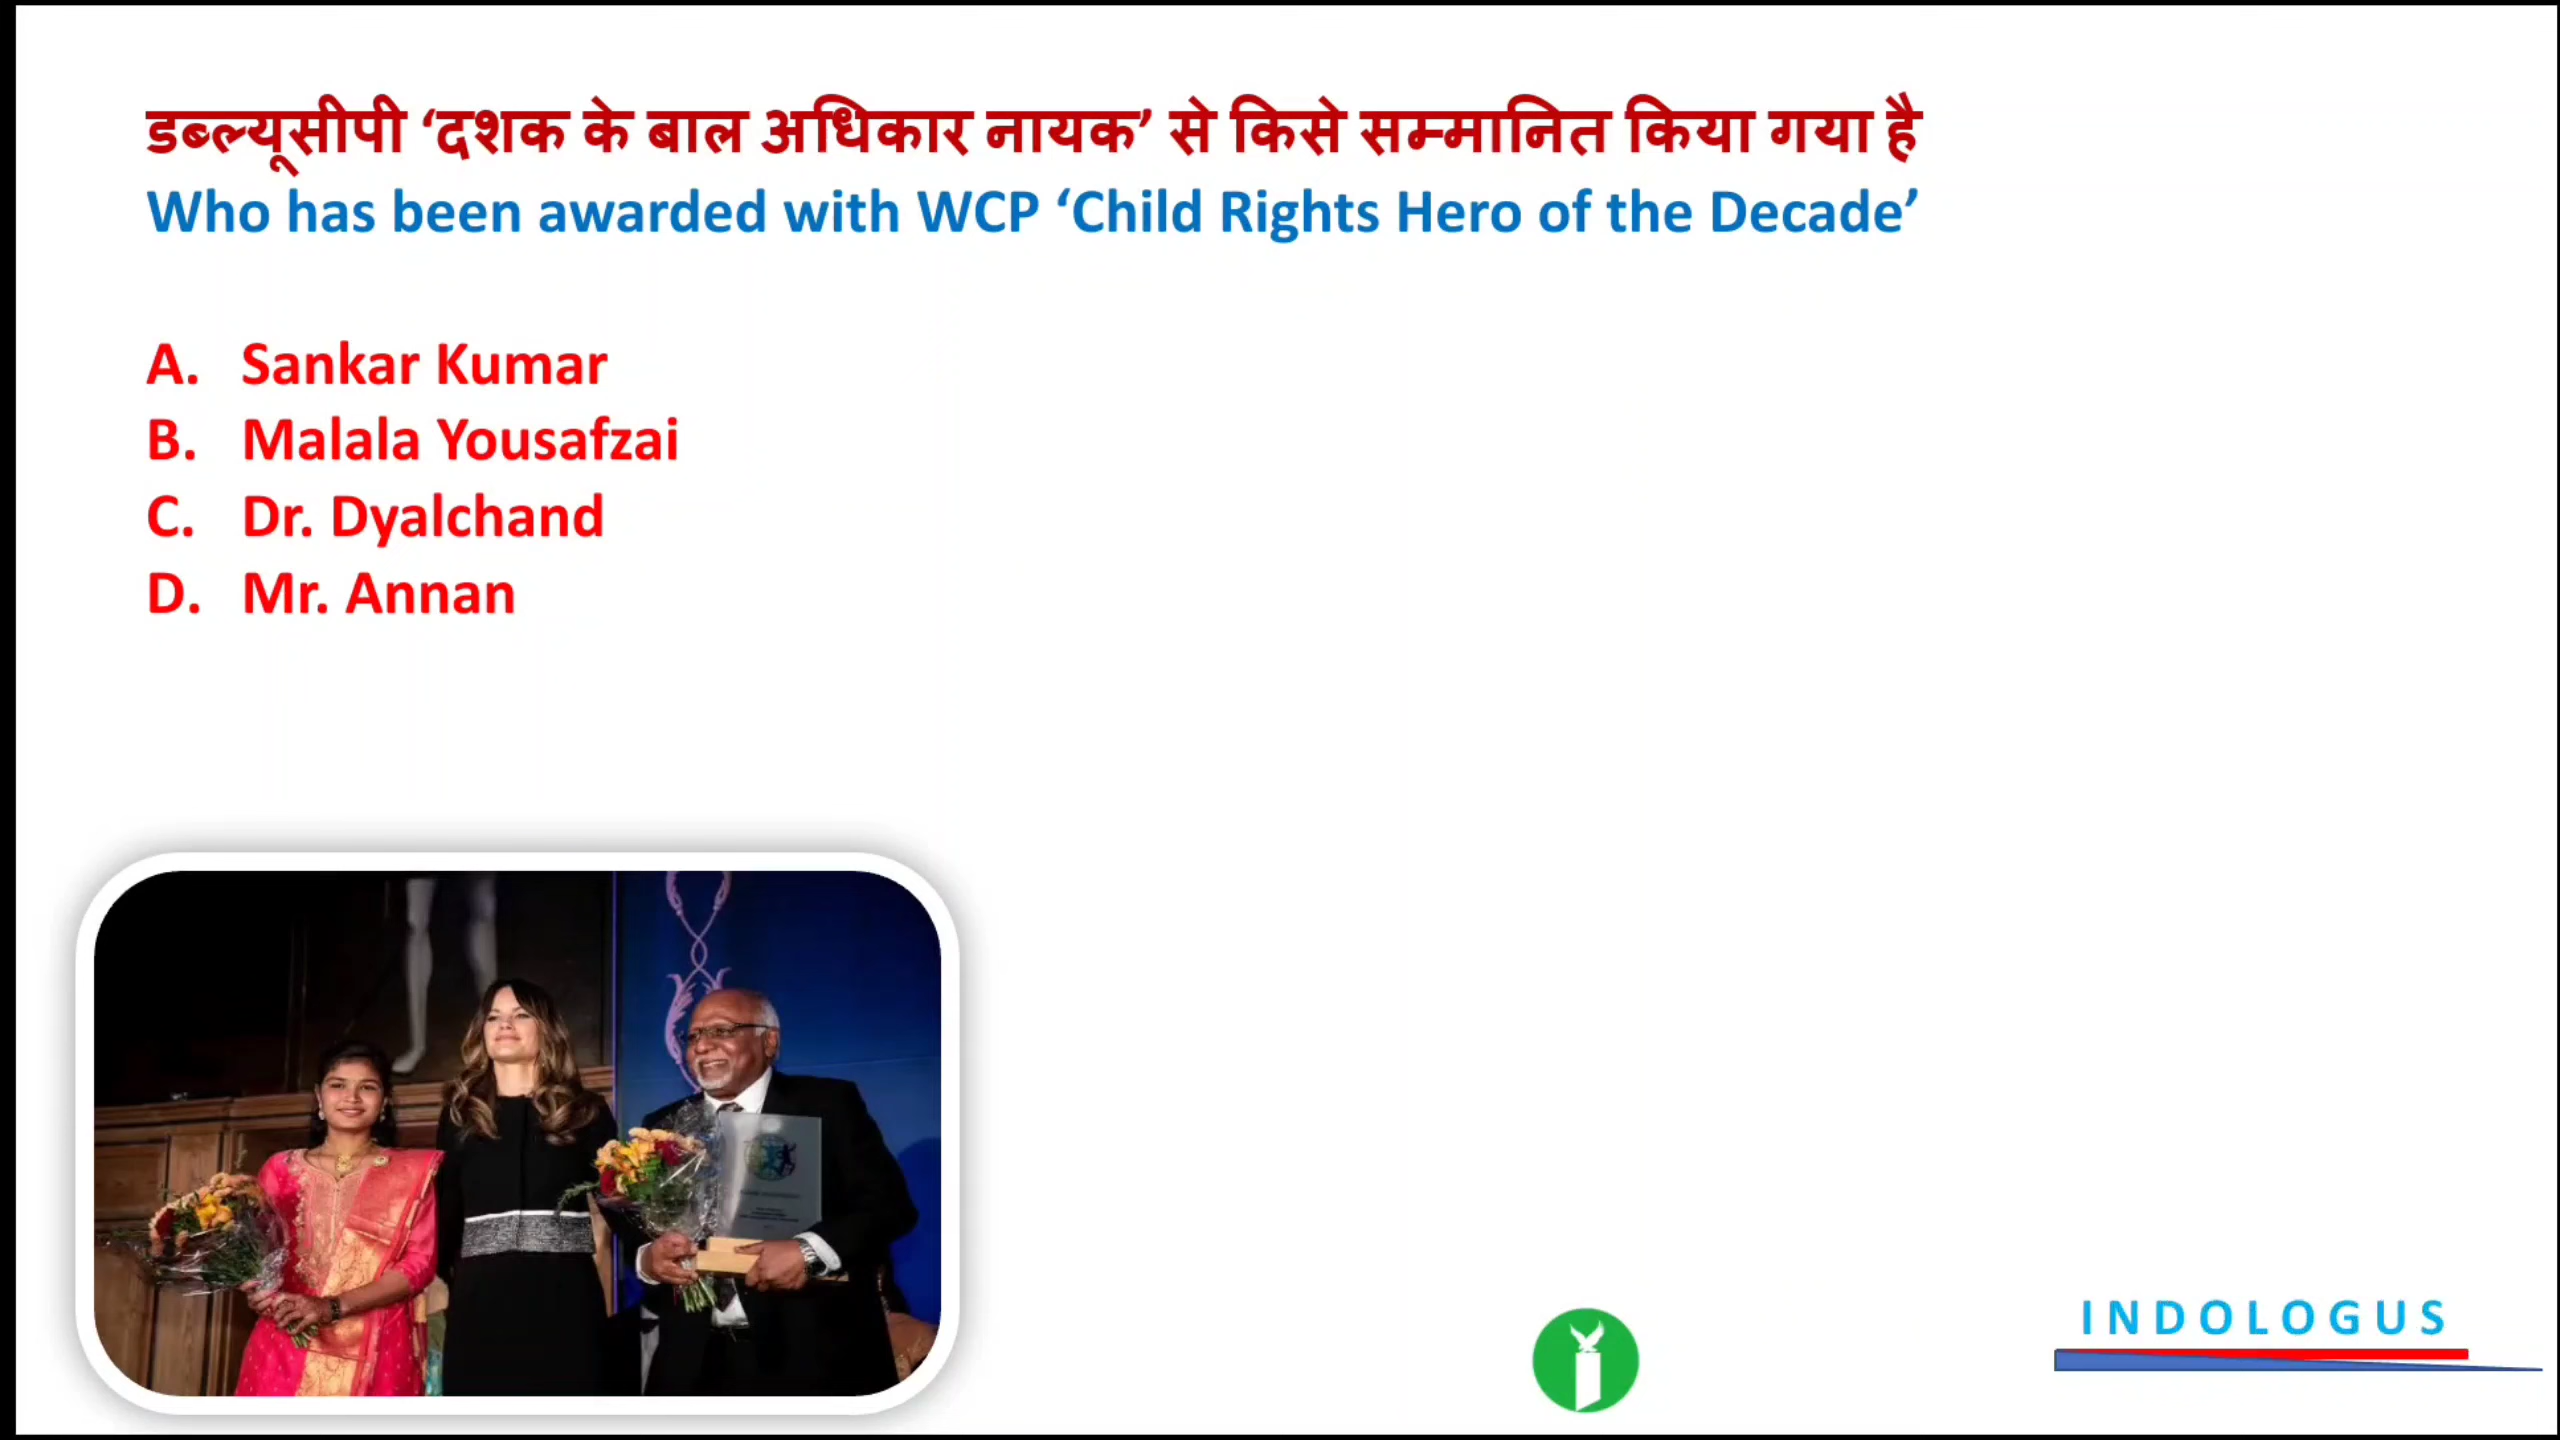 डब्ल्यूसीपी ‘दशक के बाल अधिकार नायक’ से किसे सम्मानित किया गया है
Who has been awarded with WCP ‘Child Rights Hero of the Decade’
A. Sankar Kumar
B. Malala Yousafzai
C. Dr. Dyalchand
D. Mr. Annan
INDOLOGUS